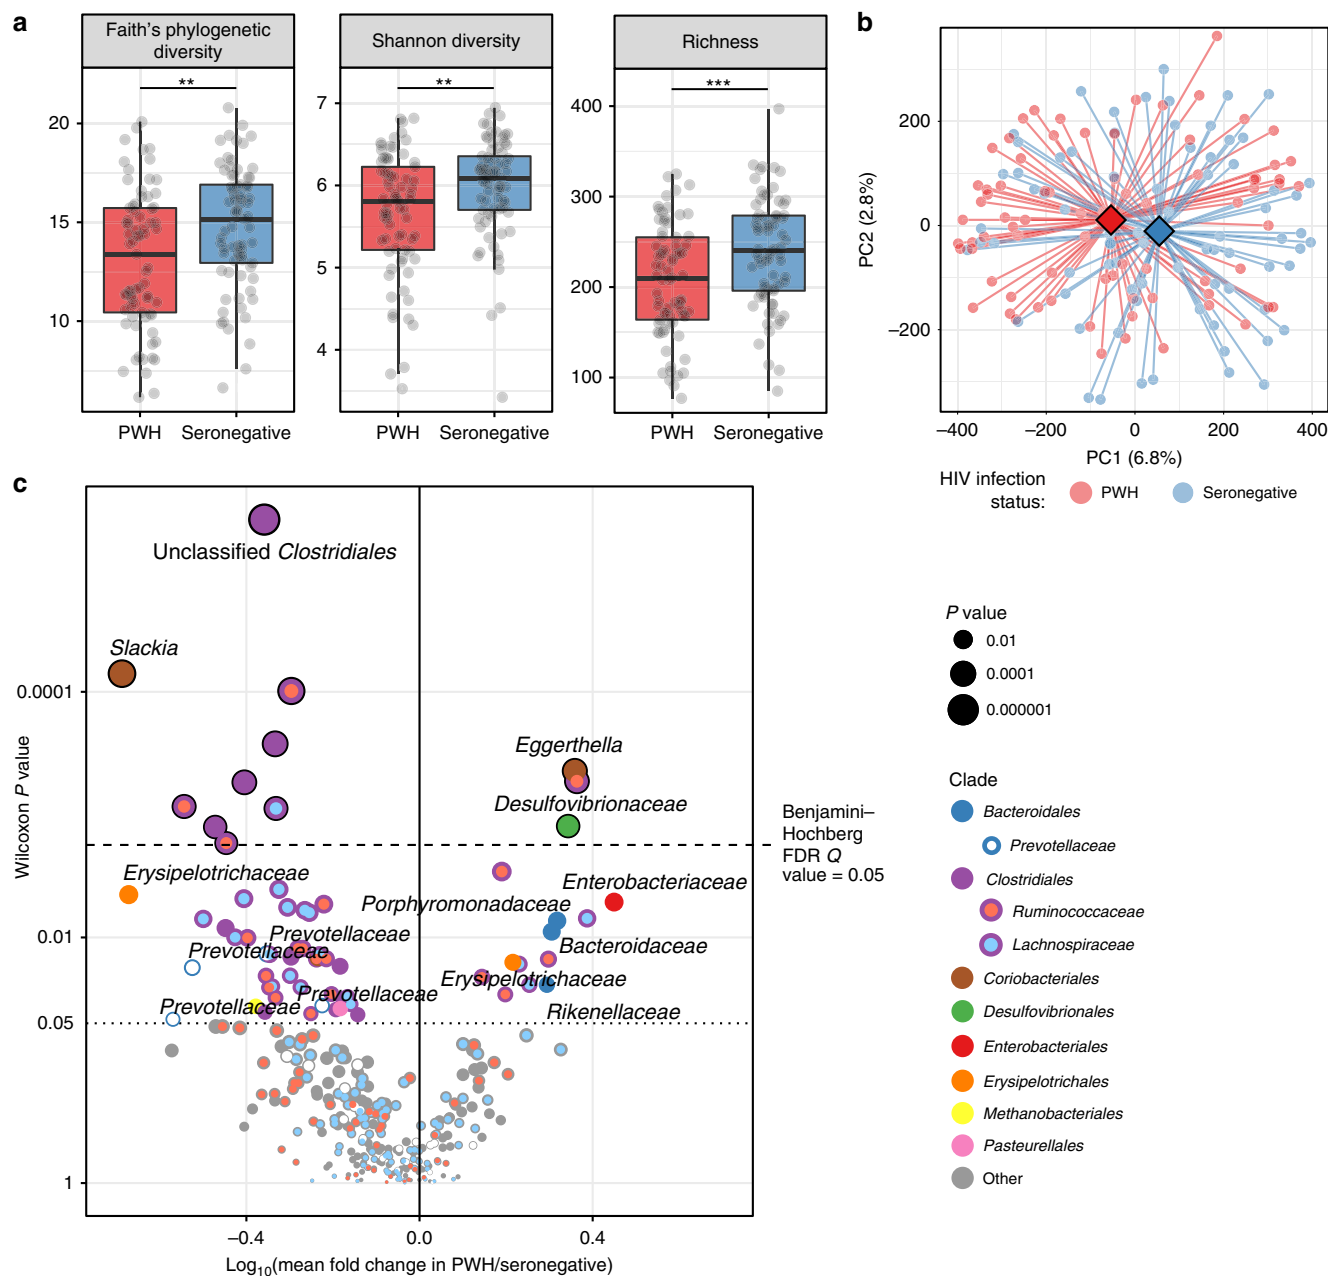 a
Faith's phylogenetic
diversity
Shannon diversity
Richness
**
**
***
20
15
10
7
6
5
4
400
300
200
100
PWH
Seronegative
PWH
Seronegative
PWH
Seronegative
b
PC2 (2.8%)
200
0
–200
–400
–200
0
200
400
PC1 (6.8%)
HIV infection
status:
PWH
Seronegative
c
Wilcoxon P value
0.0001
0.01
0.05
1
Unclassified Clostridiales
Slackia
Eggerthella
Desulfovibrionaceae
Benjamini–
Hochberg
FDR Q
value = 0.05
Erysipelotrichaceae
Enterobacteriaceae
Porphyromonadaceae
Prevotellaceae
Bacteroidaceae
Prevotellaceae
Erysipelotrichaceae
Prevotellaceae
Prevotellaceae
Rikenellaceae
–0.4
0.0
0.4
Log10(mean fold change in PWH/seronegative)
P value
0.01
0.0001
0.000001
Clade
Bacteroidales
Prevotellaceae
Clostridiales
Ruminococcaceae
Lachnospiraceae
Coriobacteriales
Desulfovibrionales
Enterobacteriales
Erysipelotrichales
Methanobacteriales
Pasteurellales
Other